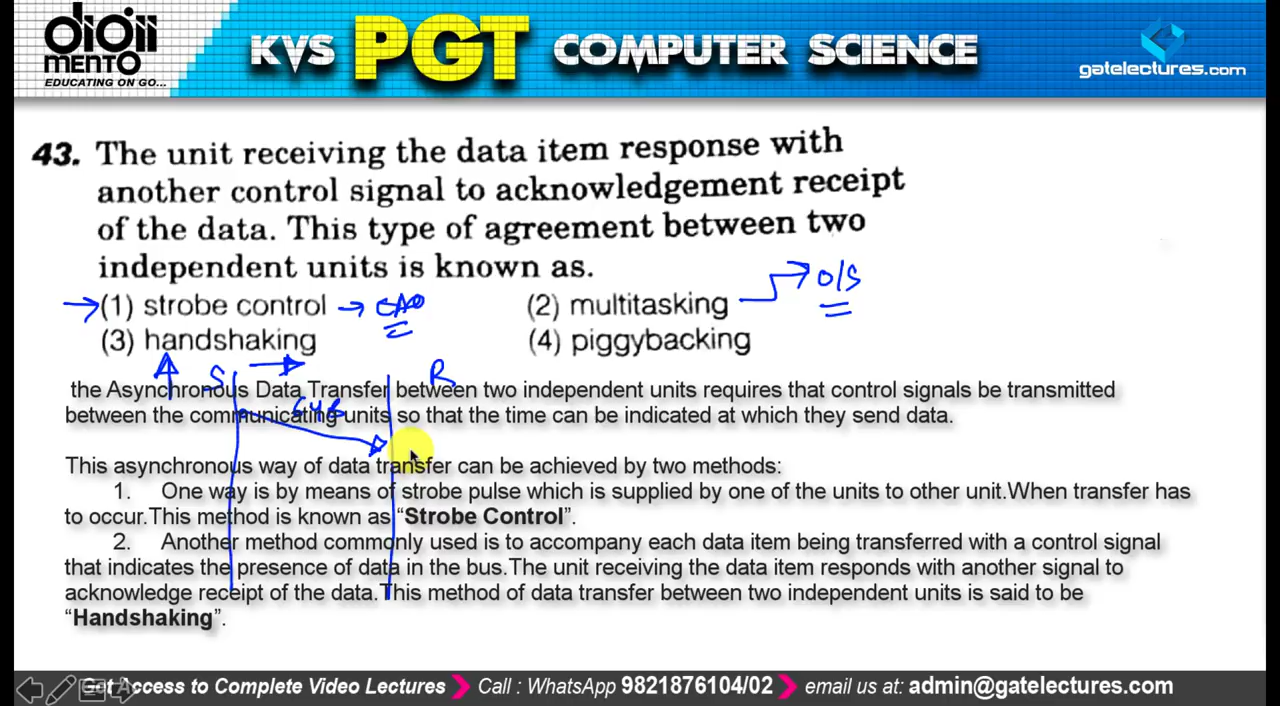 digii
mento
EDUCATING ON GO...
KVS PGT COMPUTER SCIENCE
gatelectures.com
43. The unit receiving the data item response with
another control signal to acknowledgement receipt
of the data. This type of agreement between two
independent units is known as.
O/S
(1) strobe control → CAO (2) multitasking
(3) handshaking (4) piggybacking
S R
the Asynchronous Data Transfer between two independent units requires that control signals be transmitted
between the communicating units so that the time can be indicated at which they send data.
This asynchronous way of data transfer can be achieved by two methods:
1. One way is by means of strobe pulse which is supplied by one of the units to other unit.When transfer has
to occur.This method is known as “Strobe Control”.
2. Another method commonly used is to accompany each data item being transferred with a control signal
that indicates the presence of data in the bus.The unit receiving the data item responds with another signal to
acknowledge receipt of the data.This method of data transfer between two independent units is said to be
“Handshaking”.
Get Access to Complete Video Lectures Call : WhatsApp 9821876104/02 email us at: admin@gatelectures.com